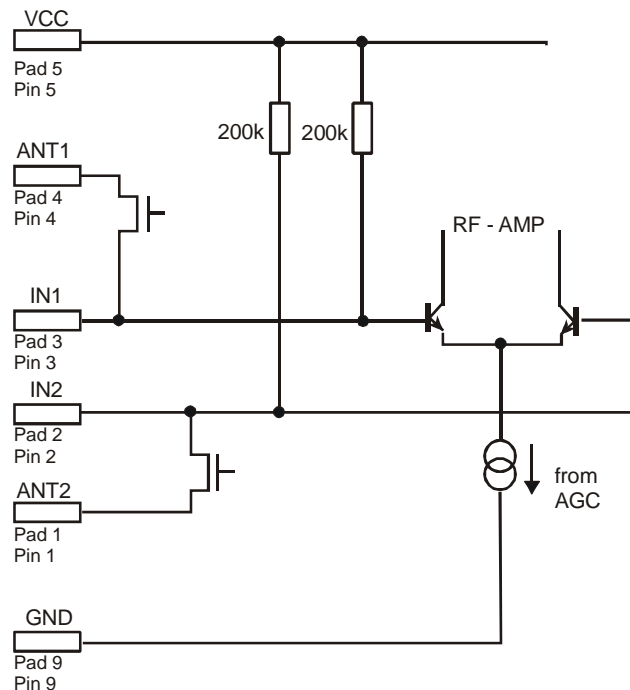 VCC
Pad 5
Pin 5
200k
200k
ANT1
Pad 4
Pin 4
RF - AMP
IN1
Pad 3
Pin 3
IN2
Pad 2
Pin 2
from
AGC
ANT2
Pad 1
Pin 1
GND
Pad 9
Pin 9